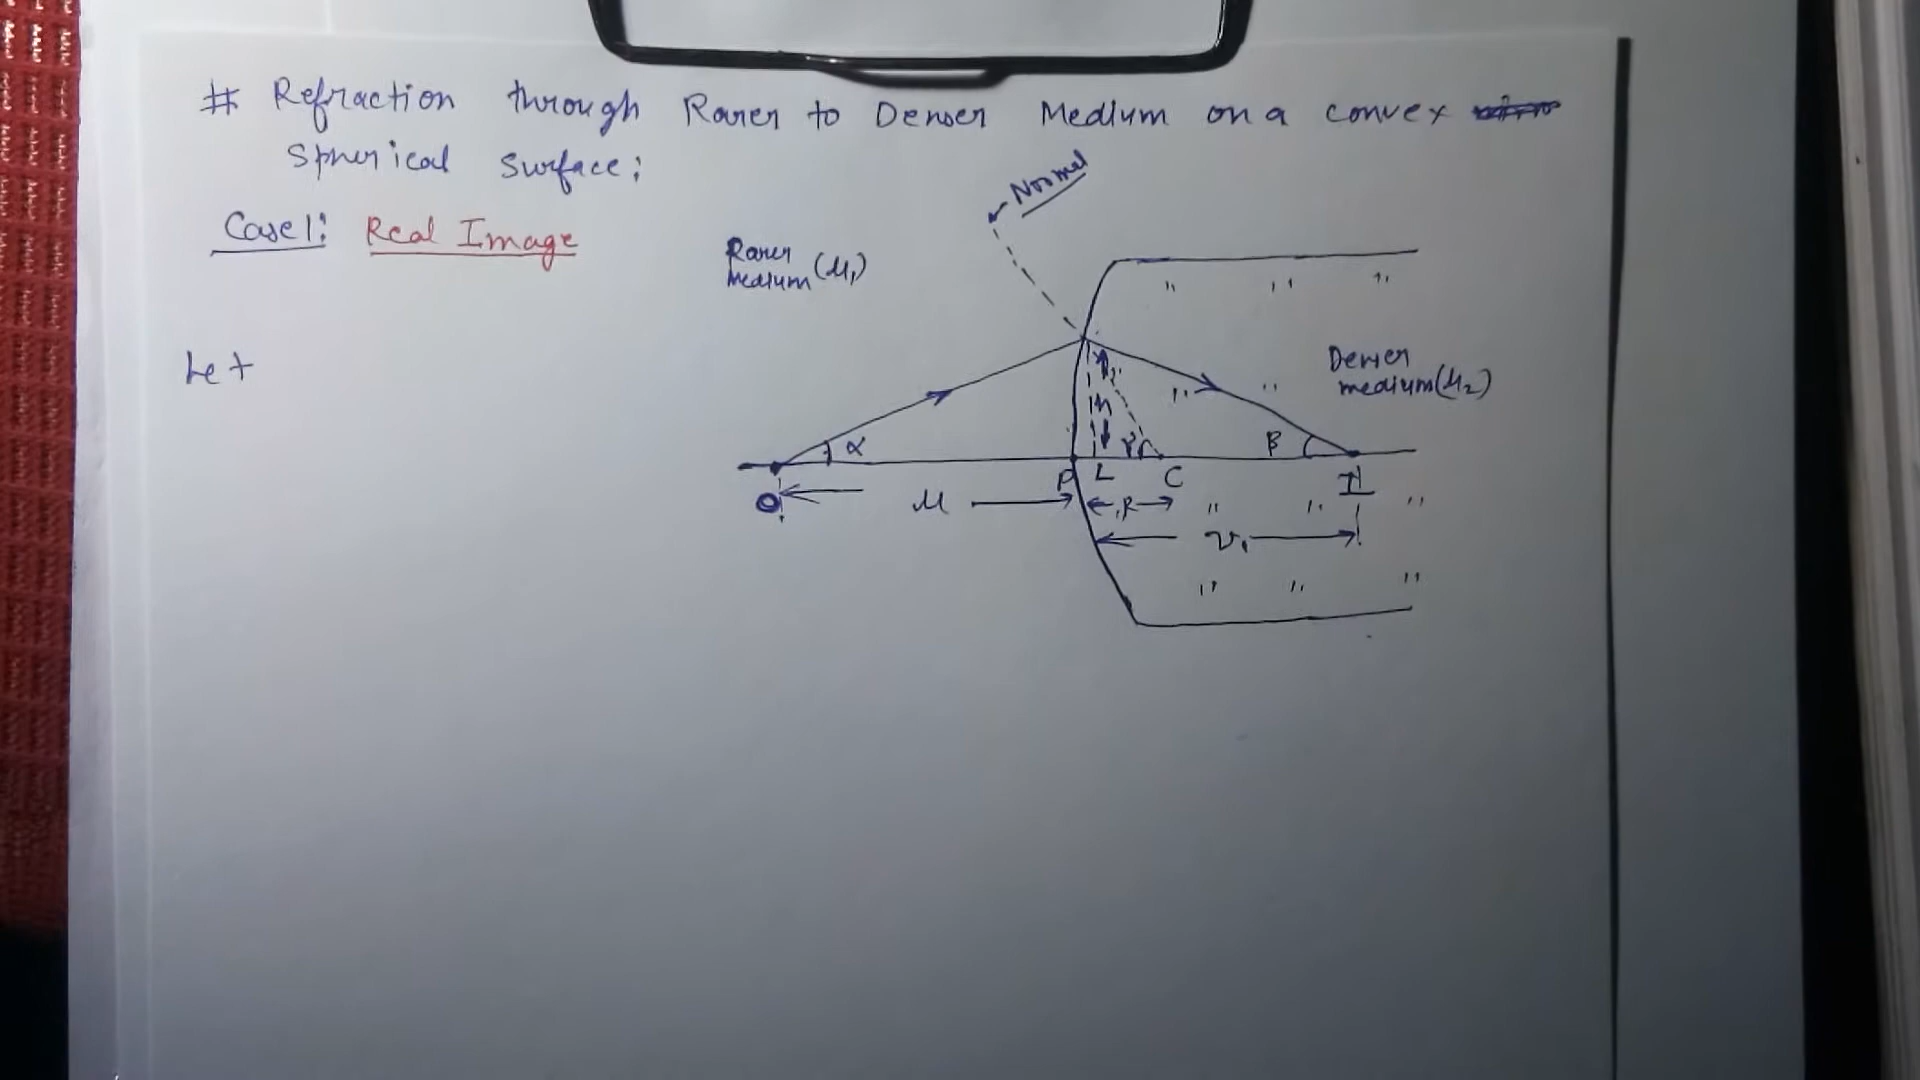 # Refraction through Rarer to Denser Medium on a convex
Spherical Surface:
Case 1: Real Image
Normal
Rarer
medium (μ₁)
Denser
medium (μ₂)
Let
h
α
γ
β
O
P
L
C
I
u
R
v